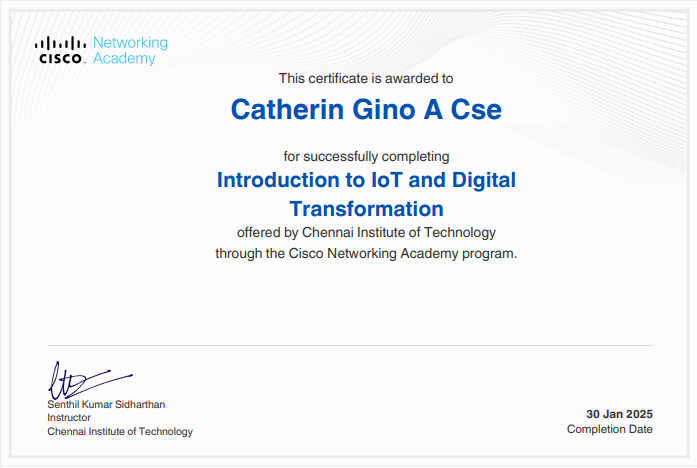 Networking
Academy
CISCO.
This certificate is awarded to
Catherin Gino A Cse
for successfully completing
Introduction to IoT and Digital
Transformation
offered by Chennai Institute of Technology
through the Cisco Networking Academy program.
Senthil Kumar Sidharthan
Instructor
Chennai Institute of Technology
30 Jan 2025
Completion Date